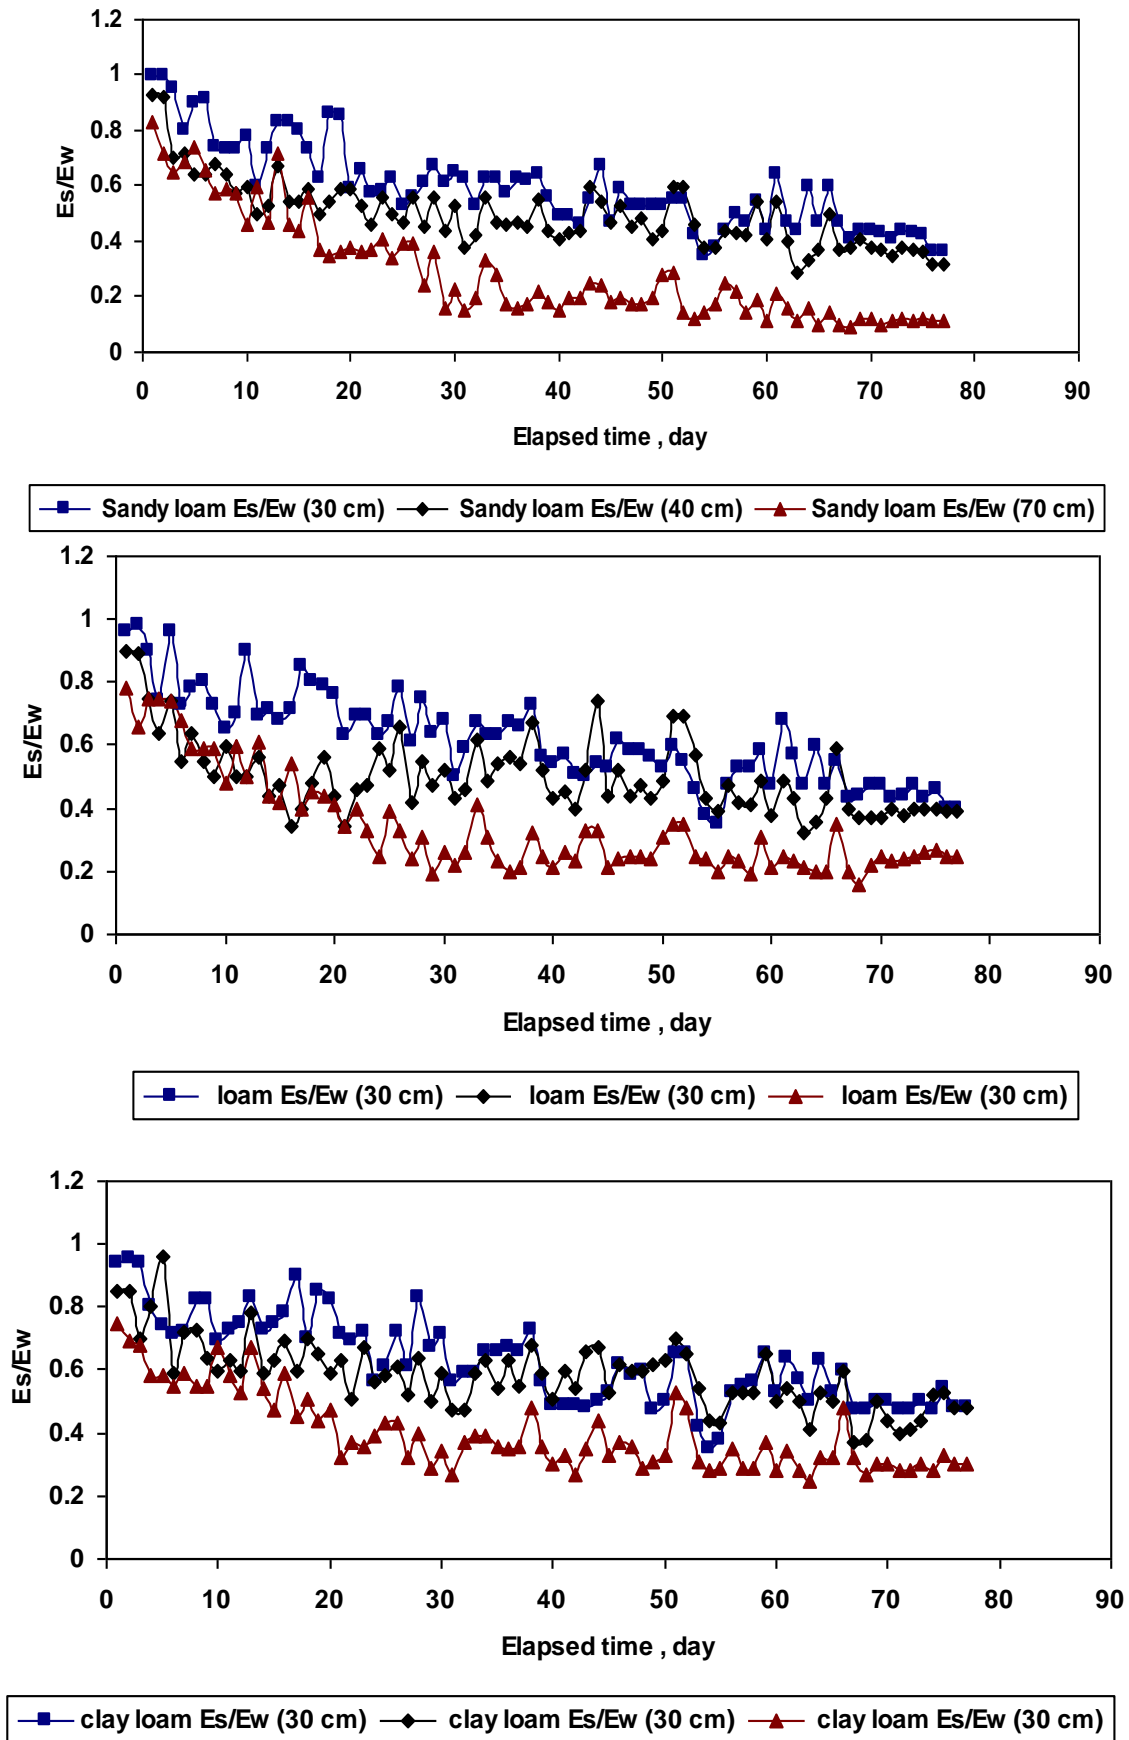 1.2
1
0.8
0.6
0.4
0.2
0
Es/Ew
0 10 20 30 40 50 60 70 80 90
Elapsed time , day
Sandy loam Es/Ew (30 cm) Sandy loam Es/Ew (40 cm) Sandy loam Es/Ew (70 cm)
1.2
1
0.8
0.6
0.4
0.2
0
Es/Ew
0 10 20 30 40 50 60 70 80 90
Elapsed time , day
loam Es/Ew (30 cm) loam Es/Ew (30 cm) loam Es/Ew (30 cm)
1.2
1
0.8
0.6
0.4
0.2
0
Es/Ew
0 10 20 30 40 50 60 70 80 90
Elapsed time , day
clay loam Es/Ew (30 cm) clay loam Es/Ew (30 cm) clay loam Es/Ew (30 cm)